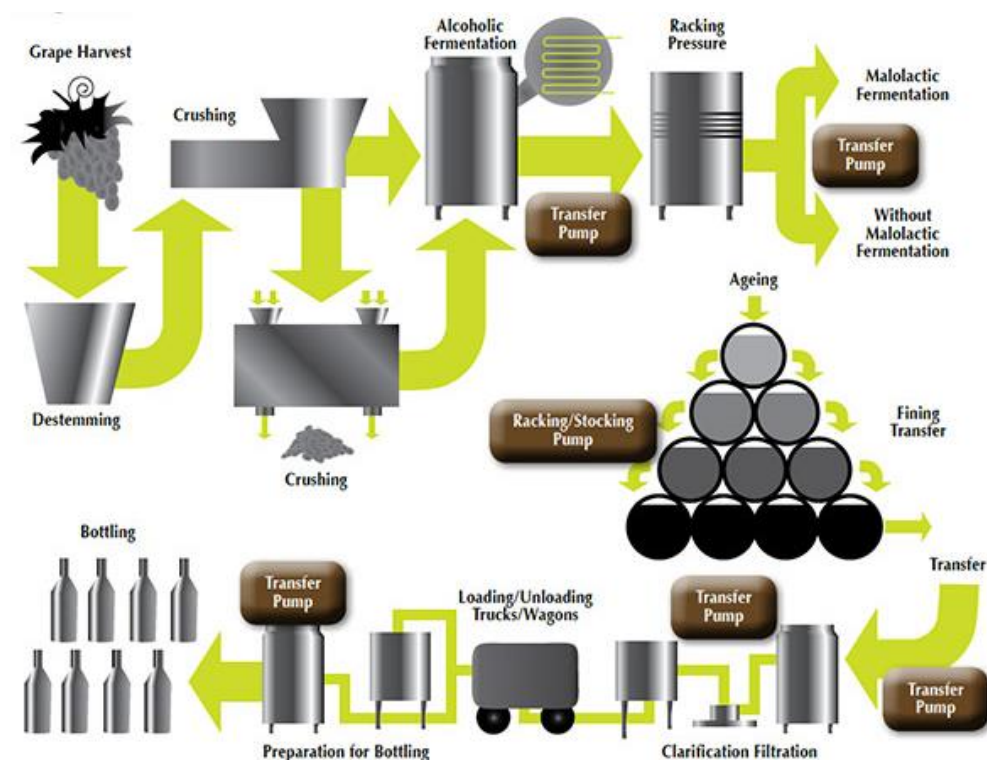 Grape Harvest
Crushing
Alcoholic
Fermentation
Racking
Pressure
Malolactic
Fermentation
Transfer
Pump
Transfer
Pump
Without
Malolactic
Fermentation
Destemming
Crushing
Ageing
Racking/Stocking
Pump
Fining
Transfer
Bottling
Transfer
Pump
Loading/Unloading
Trucks/Wagons
Transfer
Pump
Transfer
Transfer
Pump
Preparation for Bottling
Clarification Filtration